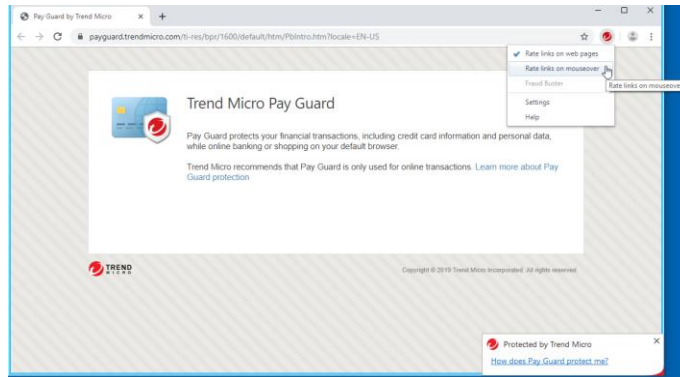 Pay Guard by Trend Micro
payguard.trendmicro.com/ti-res/bpr/1600/default/htm/PbIntro.htm?locale=EN-US
Rate links on web pages
Rate links on mouseover
Rate links on mouseove
Fraud Buster
Settings
Help
Trend Micro Pay Guard
Pay Guard protects your financial transactions, including credit card information and personal data,
while online banking or shopping on your default browser.
Trend Micro recommends that Pay Guard is only used for online transactions. Learn more about Pay
Guard protection
TREND
MICRO
Copyright © 2019 Trend Micro Incorporated. All rights reserved.
Protected by Trend Micro
How does Pay Guard protect me?